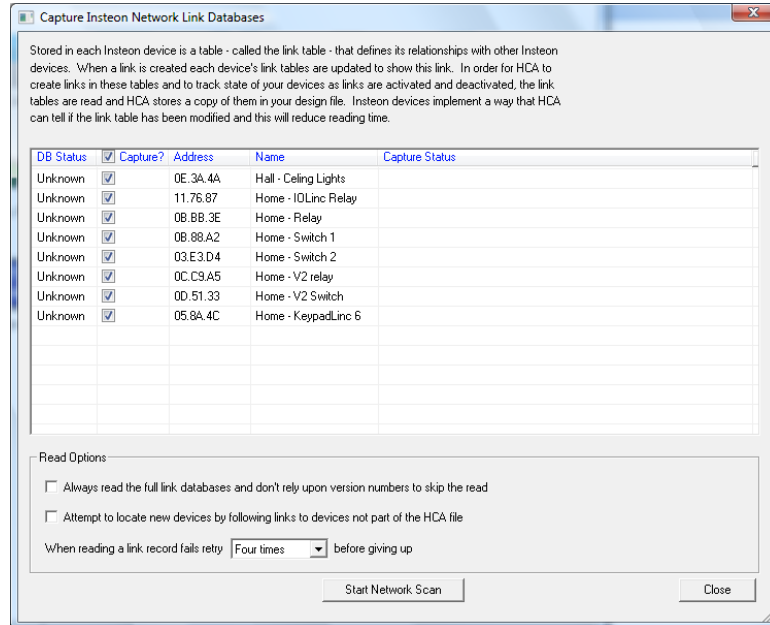 Capture Insteon Network Link Databases
Stored in each Insteon device is a table - called the link table - that defines its relationships with other Insteon
devices. When a link is created each device's link tables are updated to show this link. In order for HCA to
create links in these tables and to track state of your devices as links are activated and deactivated, the link
tables are read and HCA stores a copy of them in your design file. Insteon devices implement a way that HCA
can tell if the link table has been modified and this will reduce reading time.
DB Status Capture? Address Name Capture Status
Unknown 0E.3A.4A Hall - Celing Lights
Unknown 11.76.87 Home - IOLinc Relay
Unknown 0B.BB.3E Home - Relay
Unknown 0B.88.A2 Home - Switch 1
Unknown 03.E3.D4 Home - Switch 2
Unknown 0C.C9.A5 Home - V2 relay
Unknown 0D.51.33 Home - V2 Switch
Unknown 05.8A.4C Home - KeypadLinc 6
Read Options
Always read the full link databases and don't rely upon version numbers to skip the read
Attempt to locate new devices by following links to devices not part of the HCA file
When reading a link record fails retry Four times before giving up
Start Network Scan Close